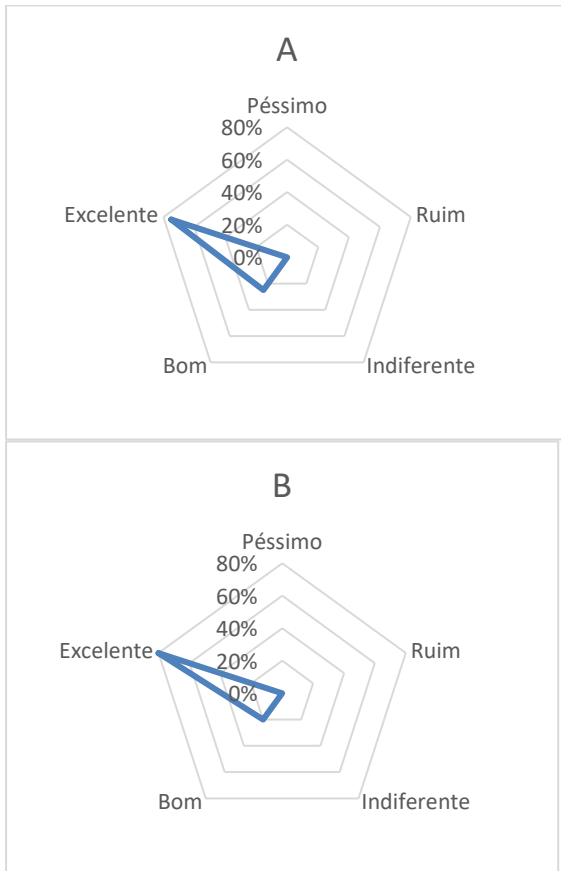 A
Péssimo
80%
60%
40%
20%
0%
Excelente
Ruim
Bom
Indiferente
B
Péssimo
80%
60%
40%
20%
0%
Excelente
Ruim
Bom
Indiferente